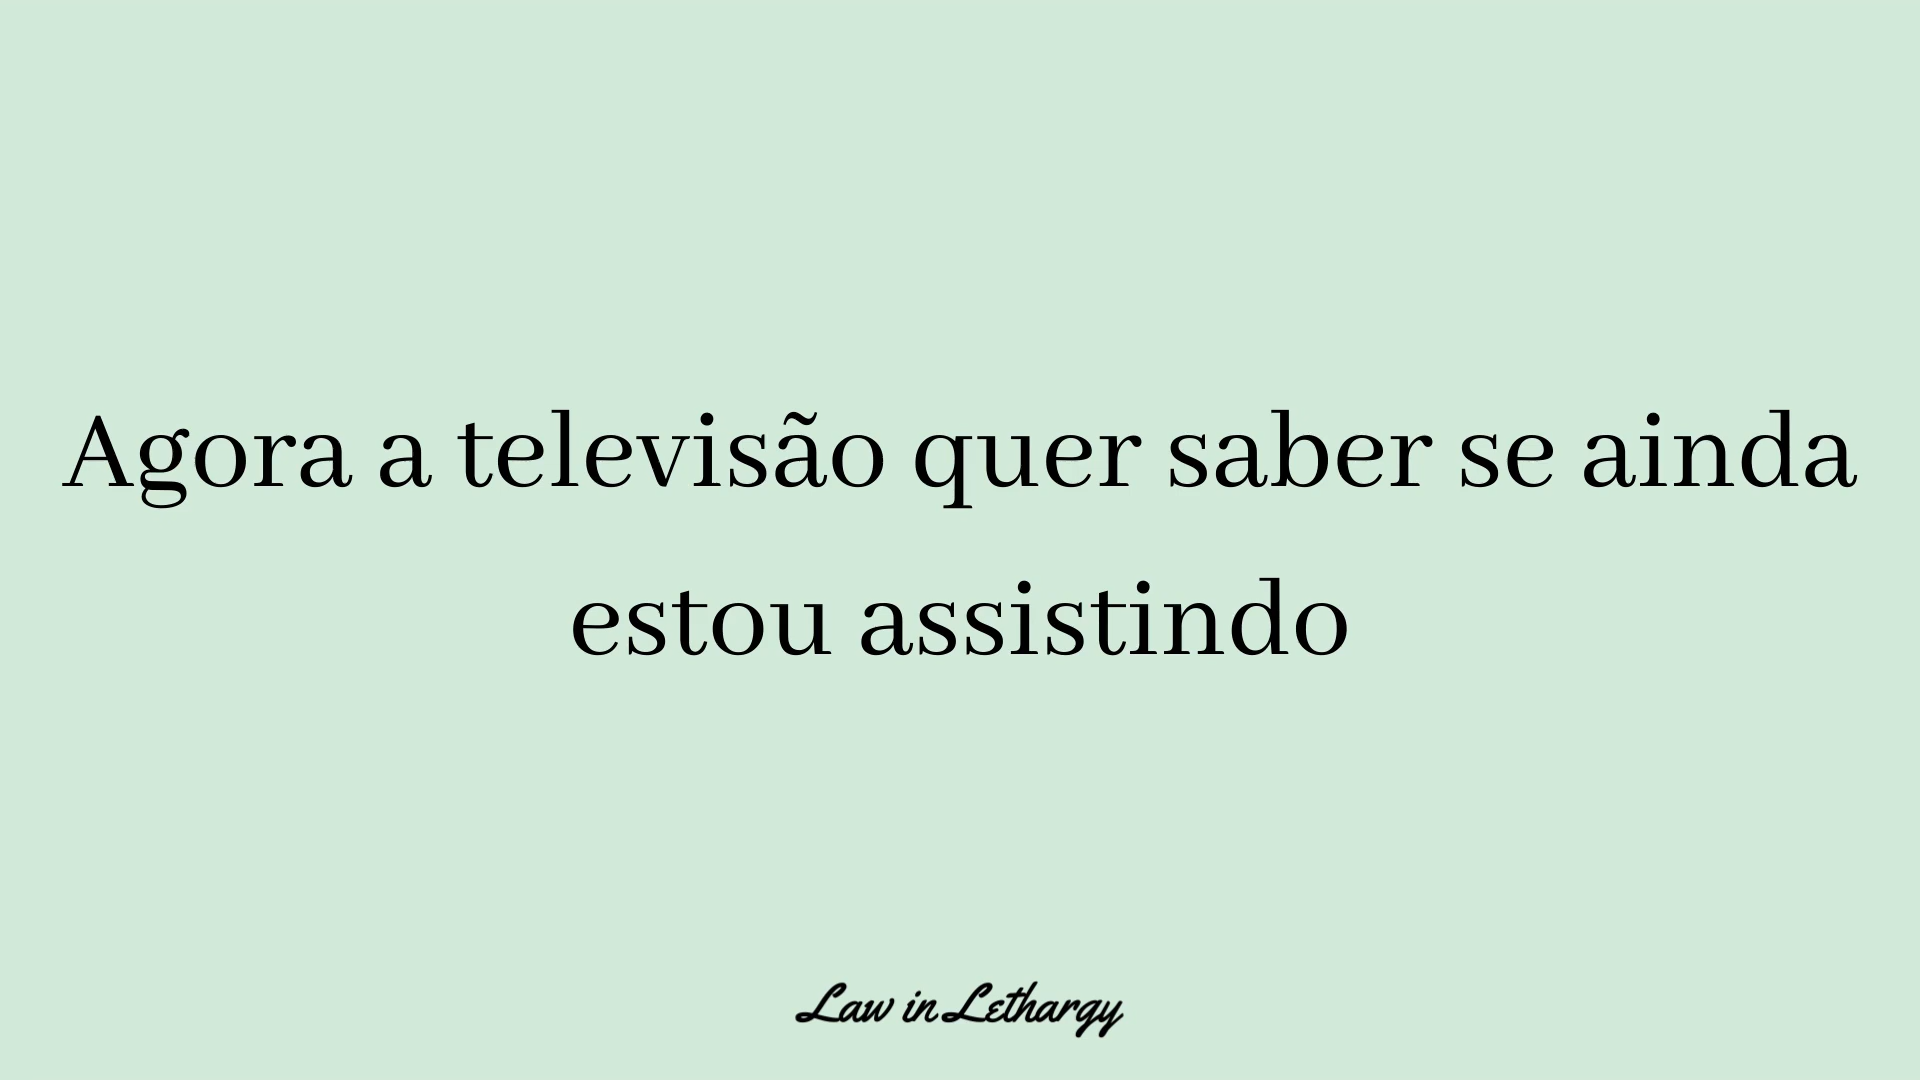 Agora a televisão quer saber se ainda
estou assistindo
Law in Lethargy